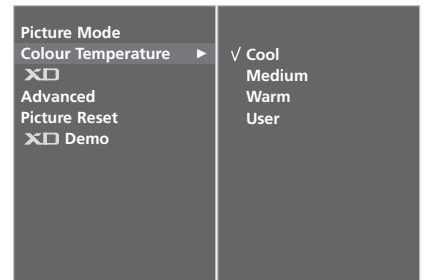 Picture Mode
Colour Temperature ►
XD
Advanced
Picture Reset
XD Demo
√ Cool
Medium
Warm
User